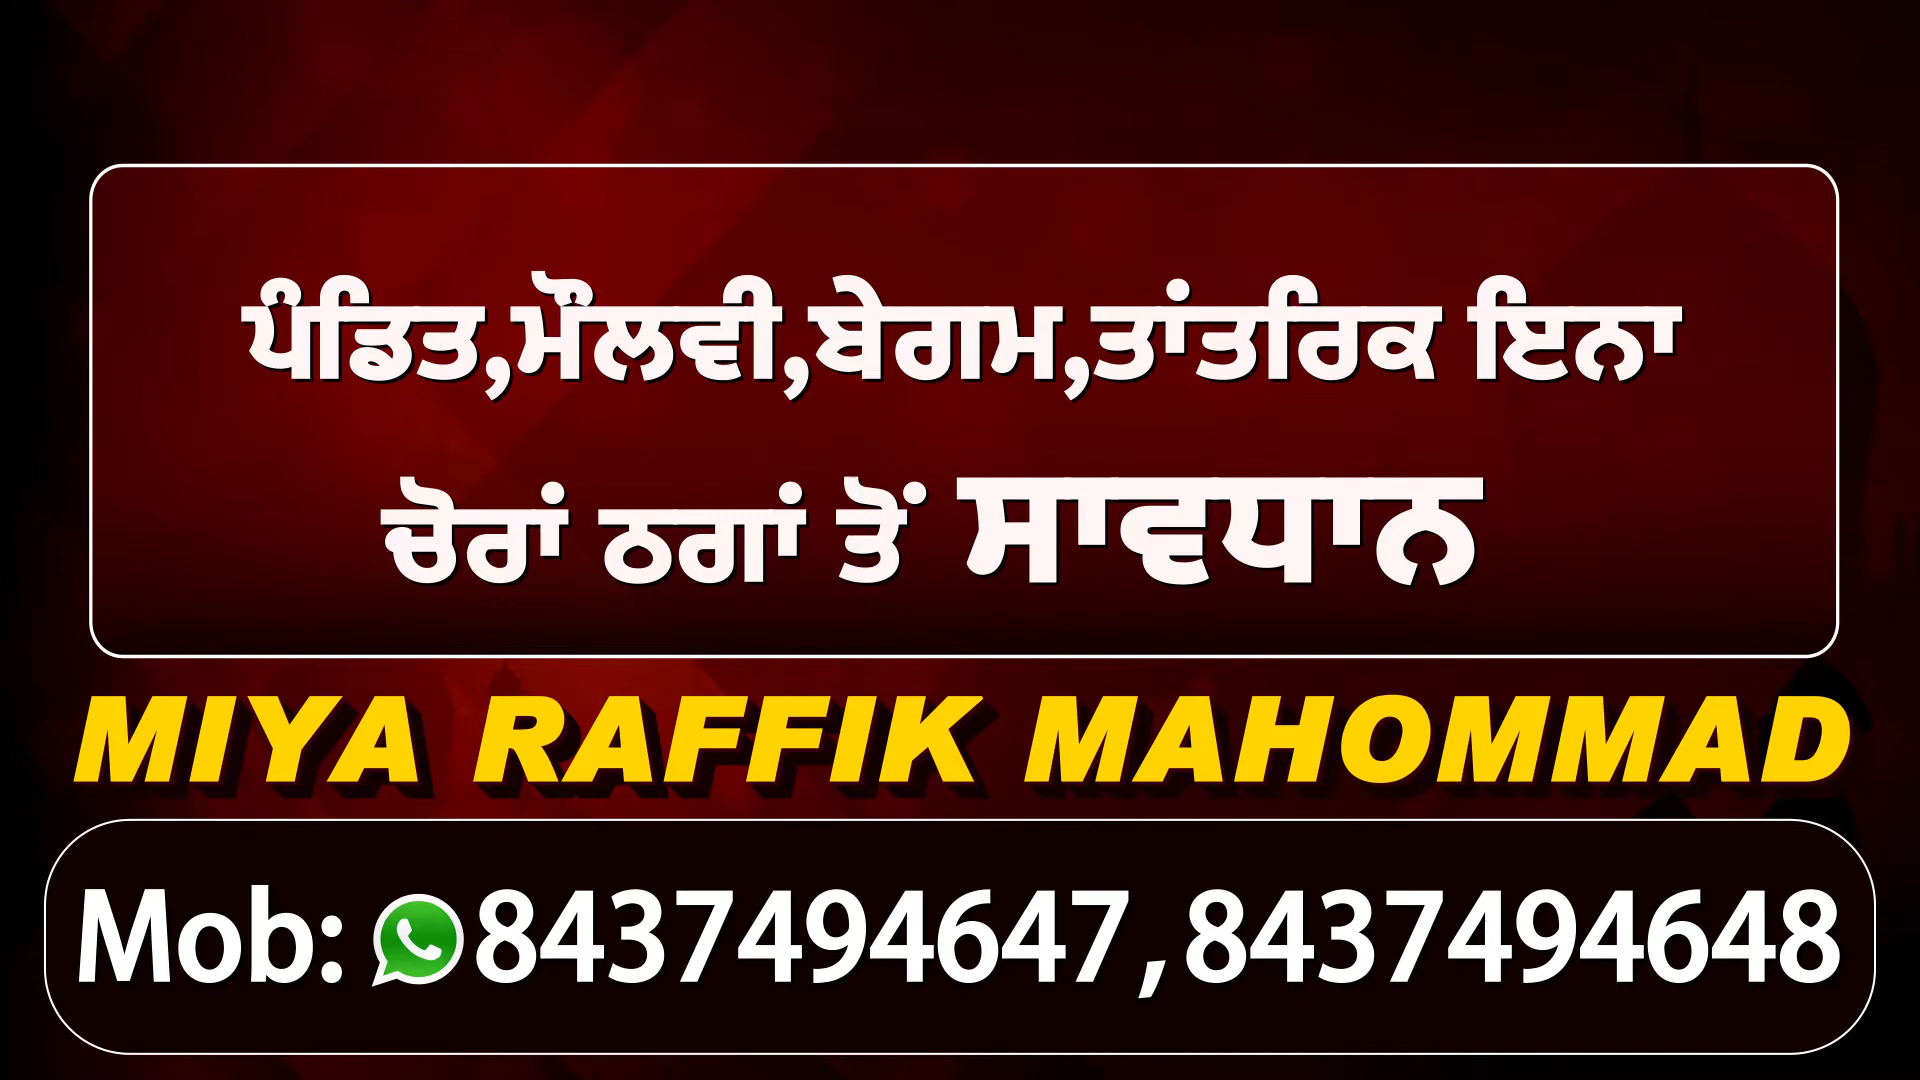 ਪੰਡਿਤ,ਮੌਲਵੀ,ਬੇਗਮ,ਤਾਂਤਰਿਕ ਇਨਾ
ਚੋਰਾਂ ਠਗਾਂ ਤੋਂ ਸਾਵਧਾਨ
MIYA RAFFIK MAHOMMAD
Mob: 8437494647, 8437494648